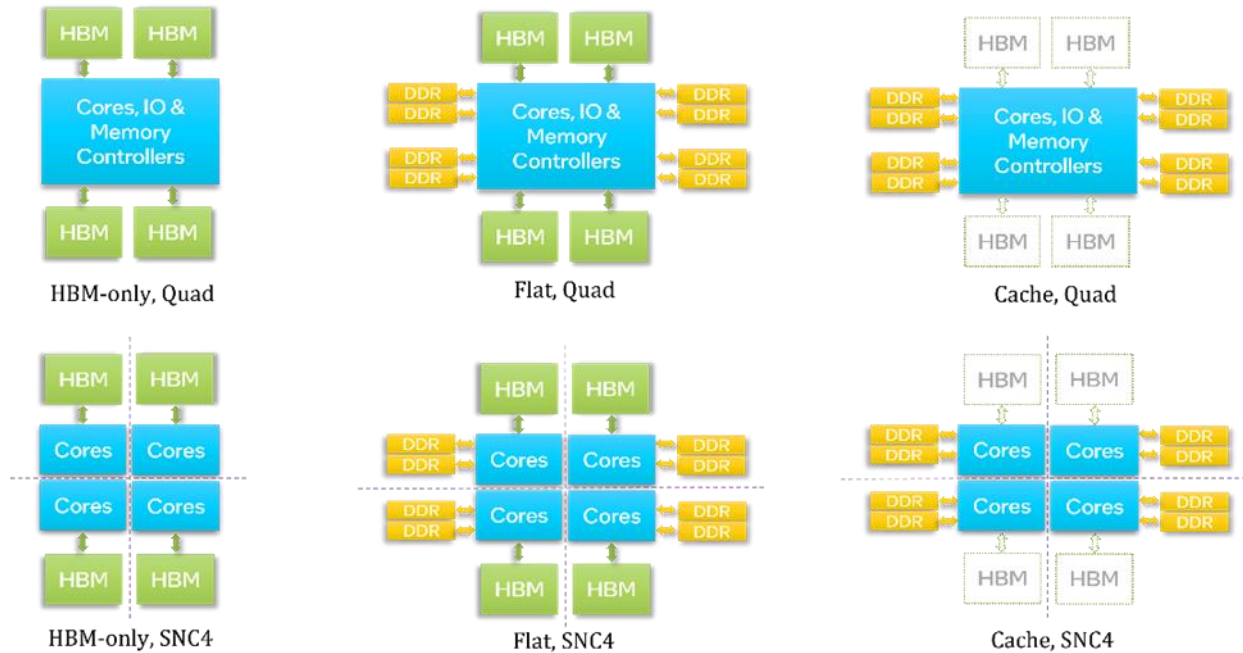 HBM HBM
Cores, IO &
Memory
Controllers
HBM HBM
HBM-only, Quad
HBM HBM
DDR DDR
DDR DDR
Cores, IO &
Memory
Controllers
DDR DDR
DDR DDR
HBM HBM
Flat, Quad
HBM HBM
DDR DDR
DDR DDR
Cores, IO &
Memory
Controllers
DDR DDR
DDR DDR
HBM HBM
Cache, Quad
HBM HBM
Cores Cores
Cores Cores
HBM HBM
HBM-only, SNC4
HBM HBM
DDR DDR
DDR Cores Cores DDR
DDR Cores Cores DDR
DDR DDR
HBM HBM
Flat, SNC4
HBM HBM
DDR Cores Cores DDR
DDR DDR
DDR Cores Cores DDR
DDR DDR
HBM HBM
Cache, SNC4